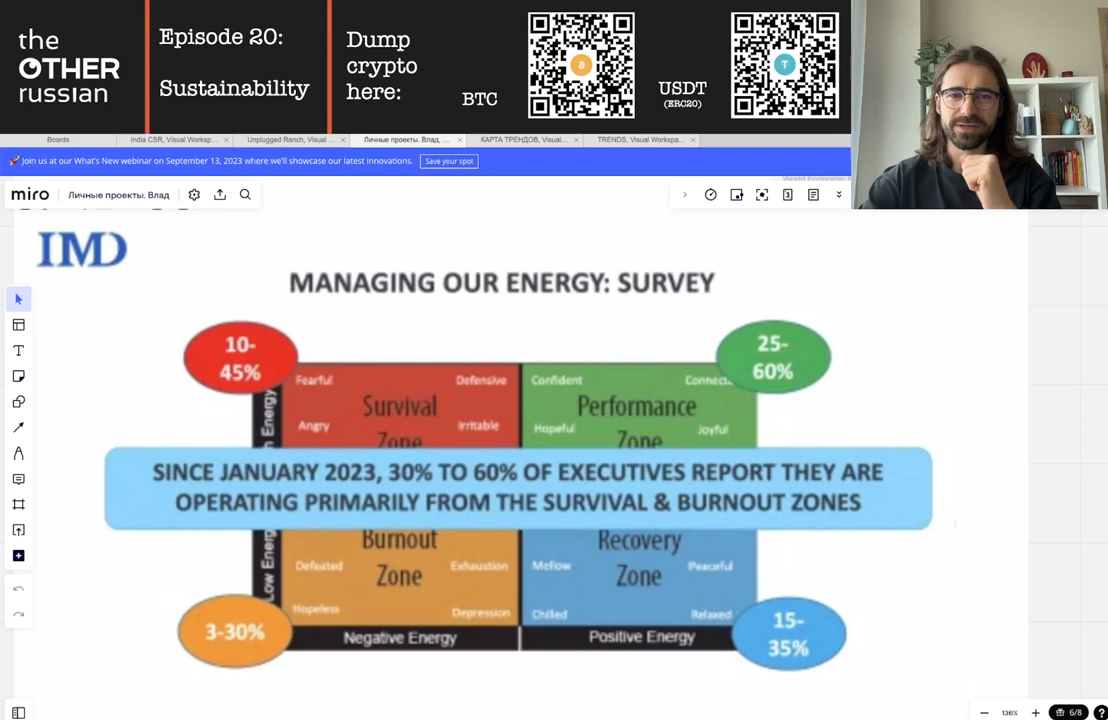 the
OTHER
russian
Episode 20:
Sustainability
Dump
crypto
here:
BTC
USDT
(ERC20)
Boards
India CSR, Visual Worksp...
Unplugged Ranch, Visual ...
Личные проекты. Влад, ...
КАРТА ТРЕНДОВ, Visual...
TRENDS, Visual Workspa...
Join us at our What's New webinar on September 13, 2023 where we'll showcase our latest innovations.
Save your spot
miro
Личные проекты. Влад
IMD
MANAGING OUR ENERGY: SURVEY
10-
45%
25-
60%
Fearful
Defensive
Confident
Survival
Performance
Angry
Irritable
Hopeful
Joyful
Zone
Zone
SINCE JANUARY 2023, 30% TO 60% OF EXECUTIVES REPORT THEY ARE
OPERATING PRIMARILY FROM THE SURVIVAL & BURNOUT ZONES
Burnout
Zone
Recovery
Zone
Defeated
Exhaustion
Mellow
Peaceful
Hopeless
Depression
Chilled
Relaxed
Low
3-30%
15-
35%
Negative Energy
Positive Energy
136%
6/8